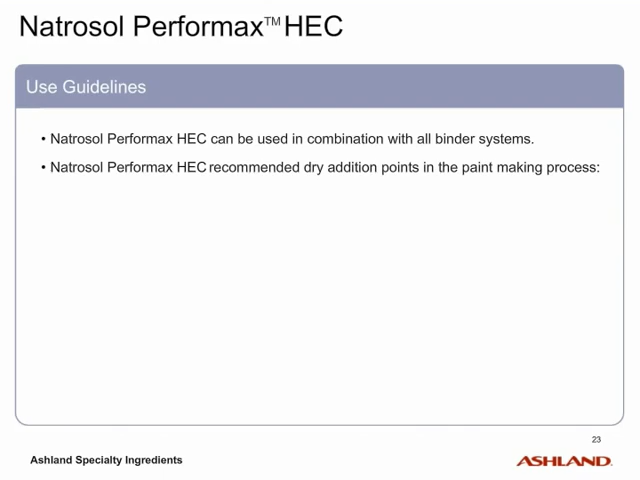 Natrosol Performax™ HEC
Use Guidelines
• Natrosol Performax HEC can be used in combination with all binder systems.
• Natrosol Performax HEC recommended dry addition points in the paint making process:
23
Ashland Specialty Ingredients
ASHLAND.